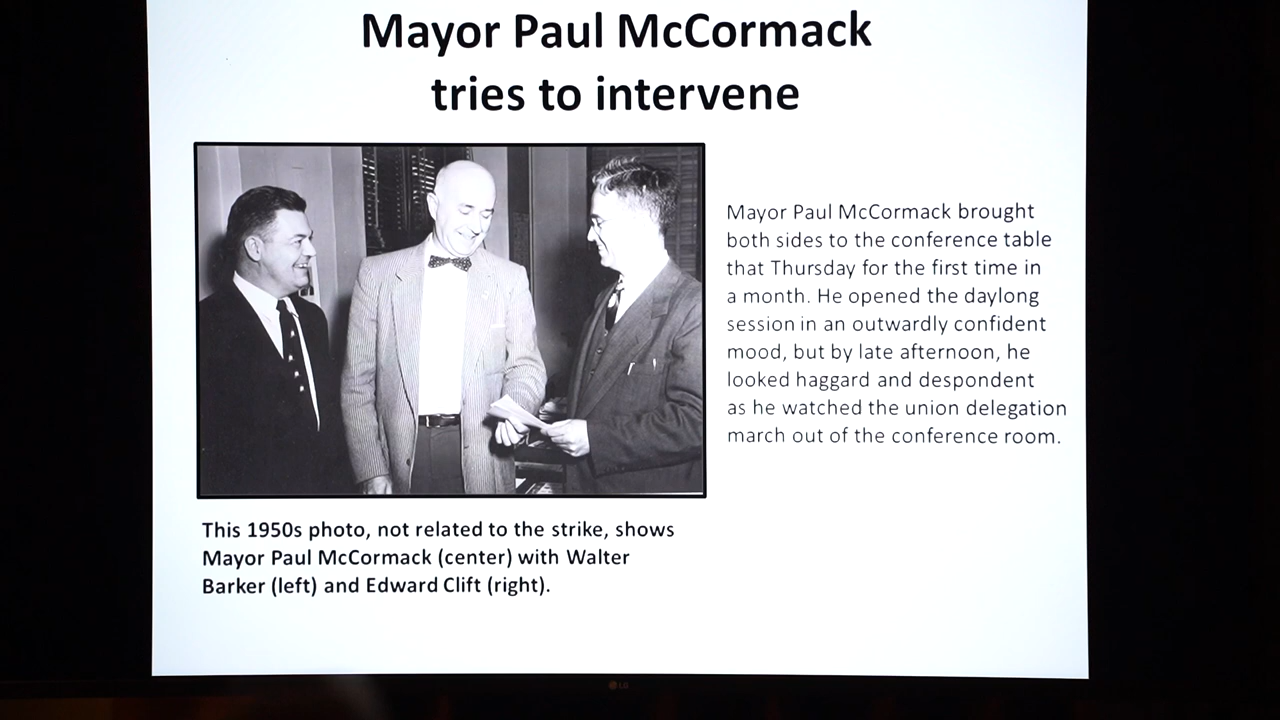 Mayor Paul McCormack
tries to intervene
Mayor Paul McCormack brought
both sides to the conference table
that Thursday for the first time in
a month. He opened the daylong
session in an outwardly confident
mood, but by late afternoon, he
looked haggard and despondent
as he watched the union delegation
march out of the conference room.
This 1950s photo, not related to the strike, shows
Mayor Paul McCormack (center) with Walter
Barker (left) and Edward Clift (right).
LG